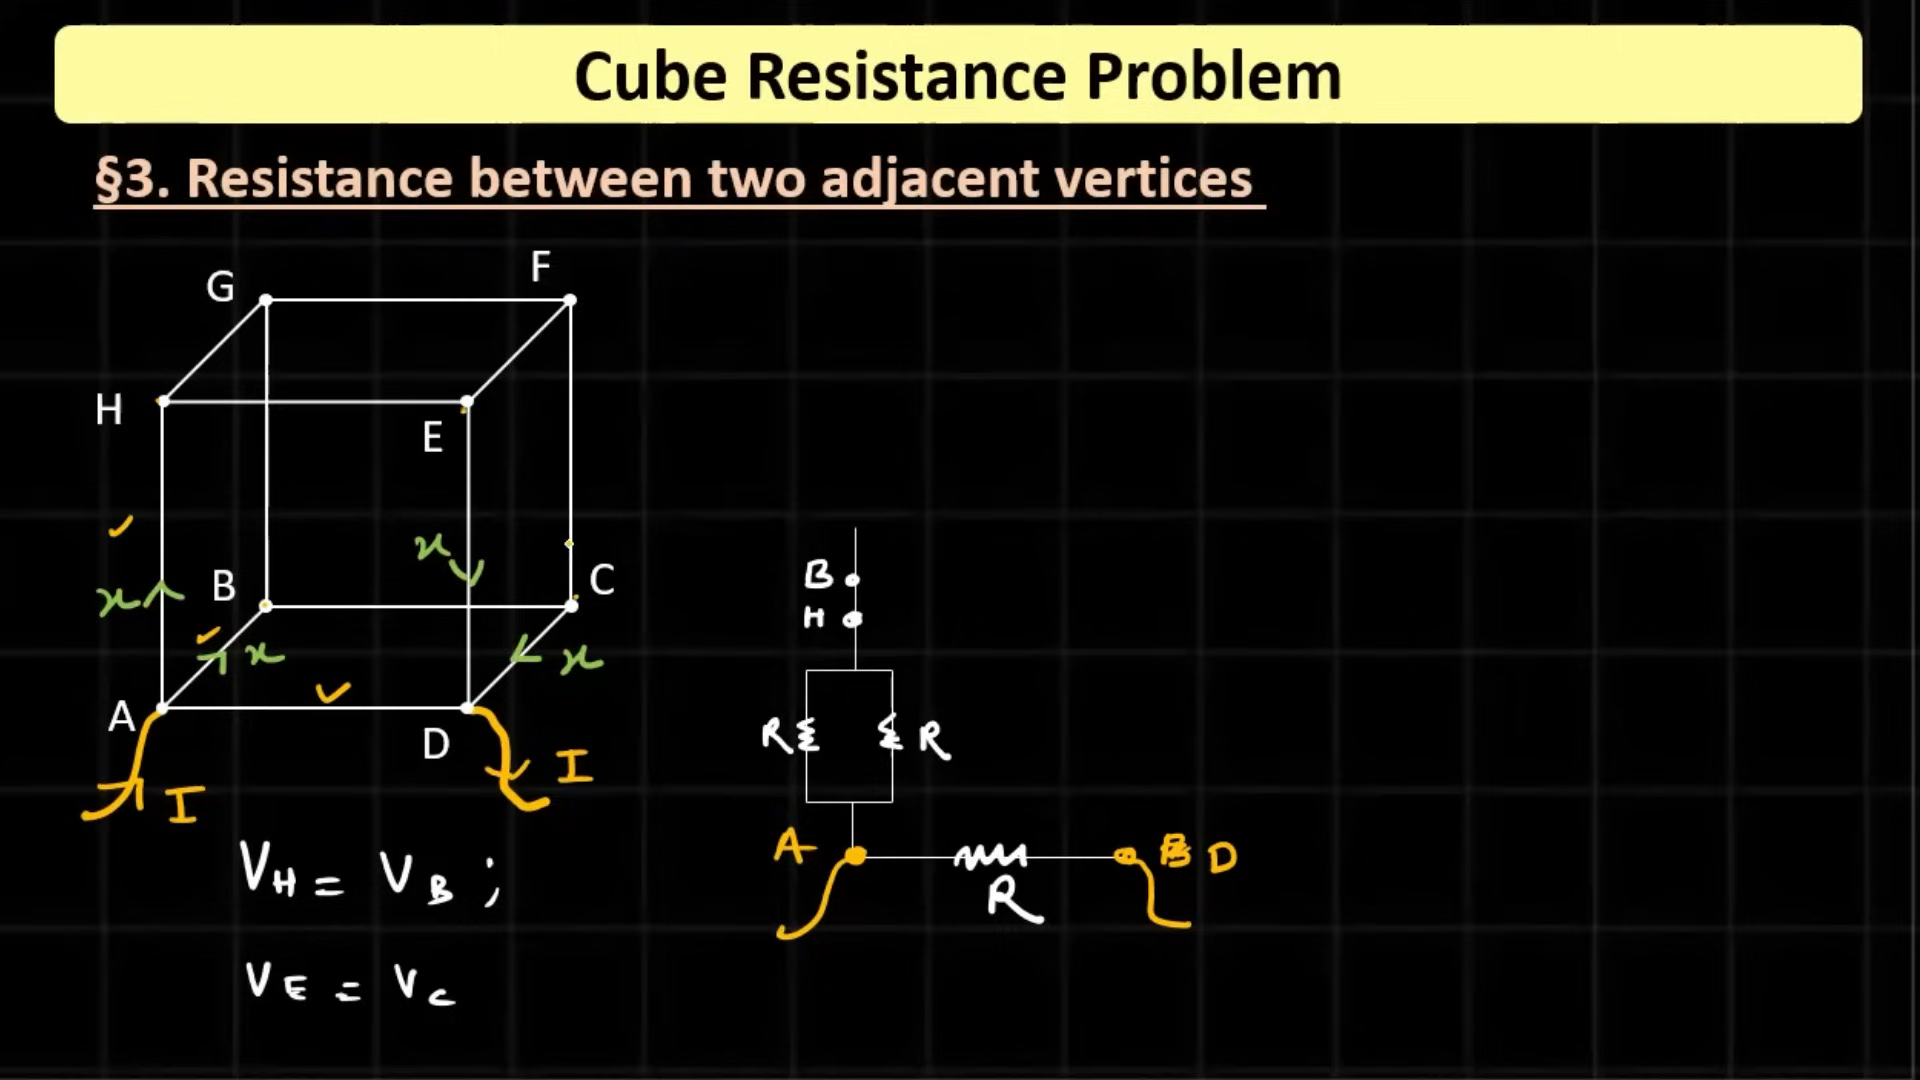 Cube Resistance Problem
§3. Resistance between two adjacent vertices
G
F
H
E
x
B
C
x
x
x
A
D
I
I
V_H = V_B ;
V_E = V_C
B
H
R
R
A
D
R